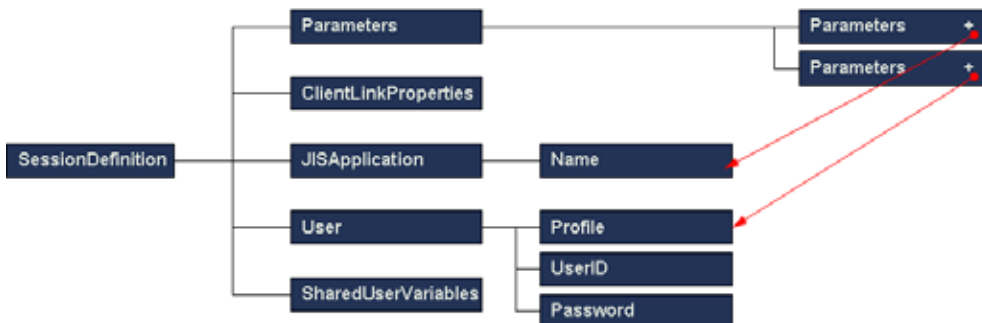 Parameters
Parameters +
Parameters +
ClientLinkProperties
SessionDefinition
JISApplication
Name
User
Profile
UserID
SharedUserVariables
Password